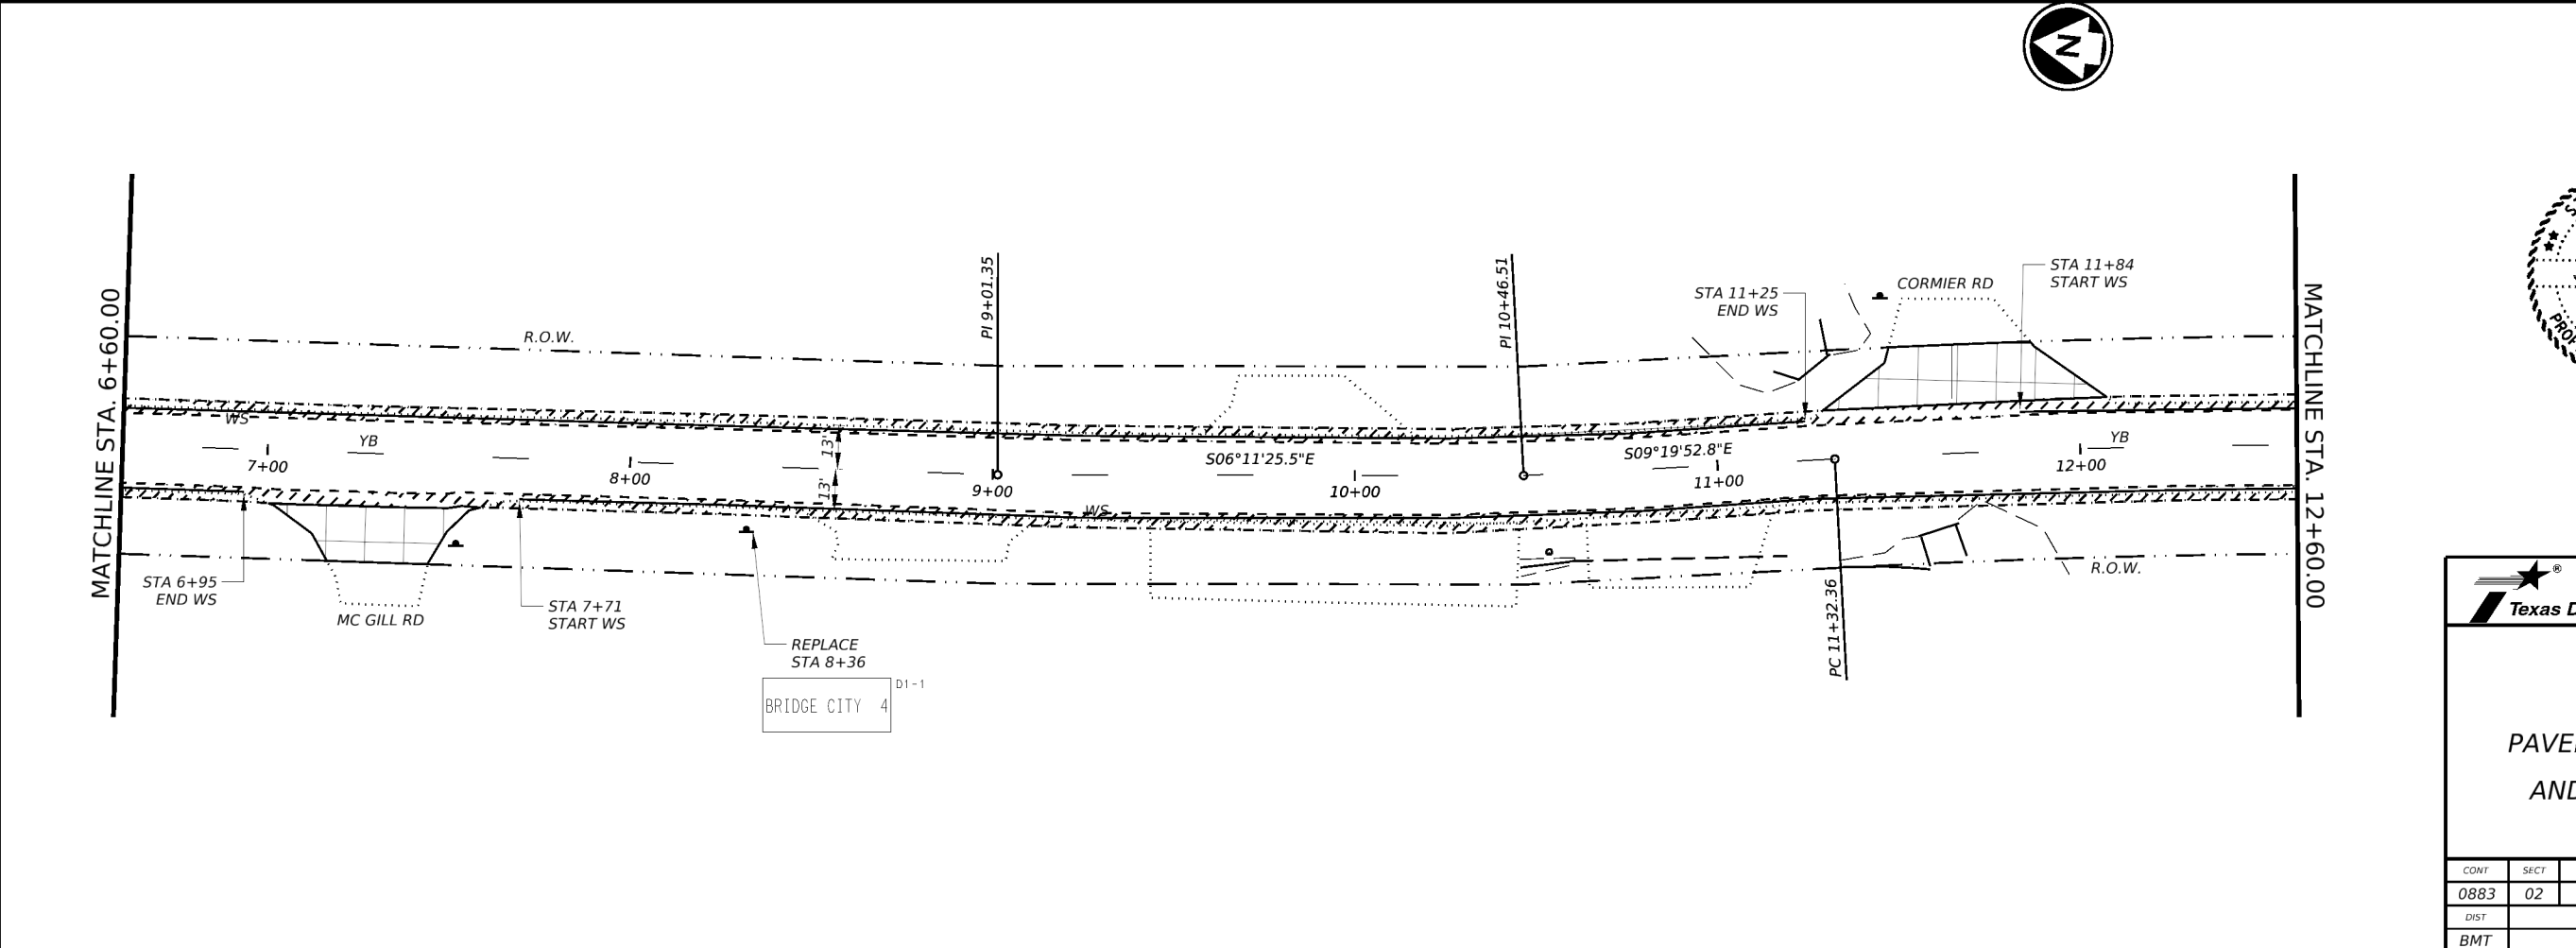 N
MATCHLINE STA. 6+60.00
R.O.W.
PI 9+01.35
PI 10+46.51
STA 11+25
END WS
CORMIER RD
STA 11+84
START WS
MATCHLINE STA. 12+60.00
WS
YB
7+00
8+00
13'
13'
9+00
S06°11'25.5"E
10+00
S09°19'52.8"E
11+00
YB
12+00
WS
STA 6+95
END WS
MC GILL RD
STA 7+71
START WS
REPLACE
STA 8+36
BRIDGE CITY 4
D1-1
PC 11+32.36
R.O.W.
®
Texas D
PAVE
AND
CONT SECT
0883 02
DIST
BMT